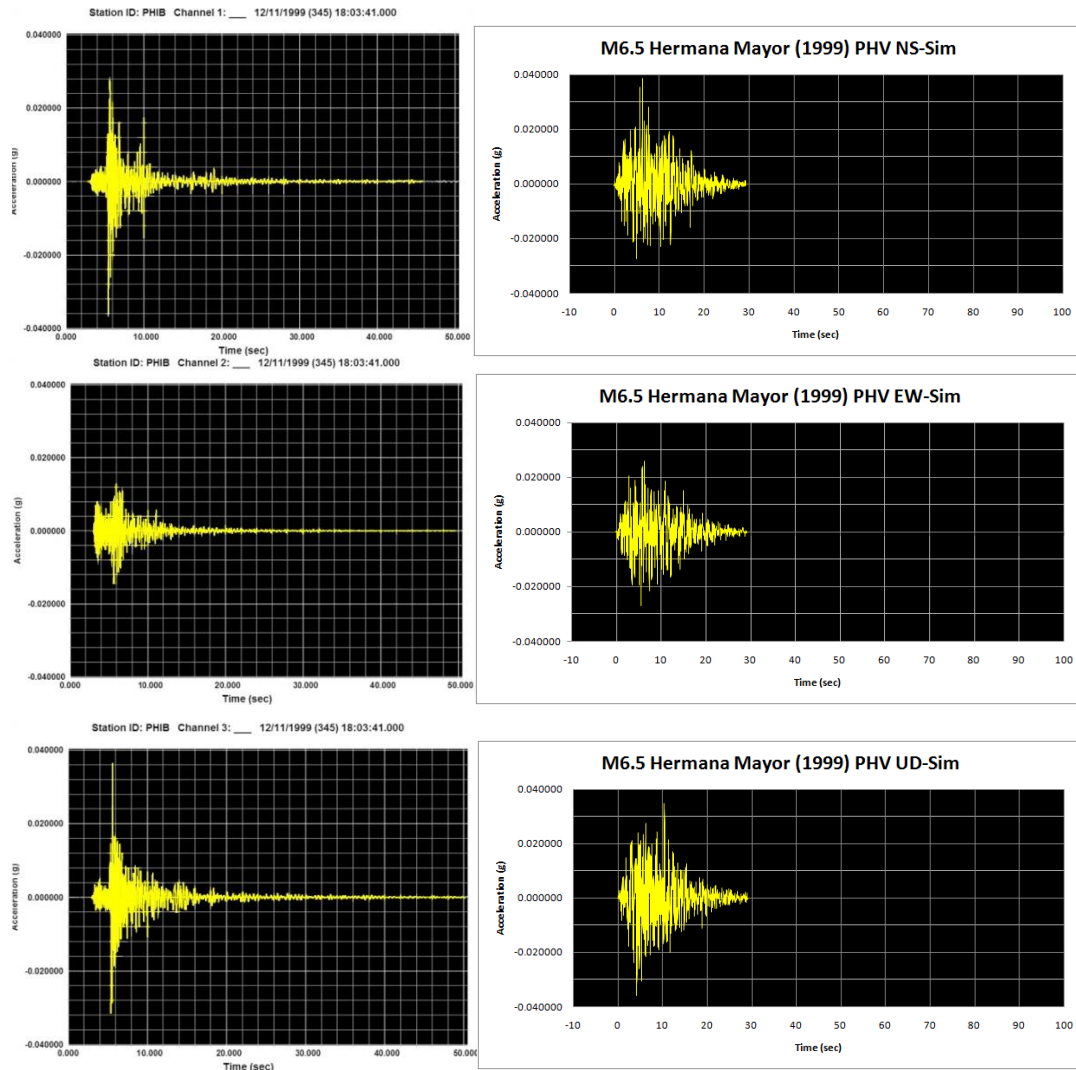 Station ID: PHIB Channel 1: ___ 12/11/1999 (345) 18:03:41.000
0.040000
0.020000
0.000000
-0.020000
-0.040000
Acceleration (g)
0.000 10.000 20.000 30.000 40.000 50.000
Time (sec)
M6.5 Hermana Mayor (1999) PHV NS-Sim
0.040000
0.020000
0.000000
-0.020000
-0.040000
Acceleration (g)
-10 0 10 20 30 40 50 60 70 80 90 100
Time (sec)
Station ID: PHIB Channel 2: ___ 12/11/1999 (345) 18:03:41.000
0.040000
0.020000
0.000000
-0.020000
-0.040000
Acceleration (g)
0.000 10.000 20.000 30.000 40.000 50.000
Time (sec)
M6.5 Hermana Mayor (1999) PHV EW-Sim
0.040000
0.020000
0.000000
-0.020000
-0.040000
Acceleration (g)
-10 0 10 20 30 40 50 60 70 80 90 100
Time (sec)
Station ID: PHIB Channel 3: ___ 12/11/1999 (345) 18:03:41.000
0.040000
0.020000
0.000000
-0.020000
-0.040000
Acceleration (g)
0.000 10.000 20.000 30.000 40.000 50.000
Time (sec)
M6.5 Hermana Mayor (1999) PHV UD-Sim
0.040000
0.020000
0.000000
-0.020000
-0.040000
Acceleration (g)
-10 0 10 20 30 40 50 60 70 80 90 100
Time (sec)